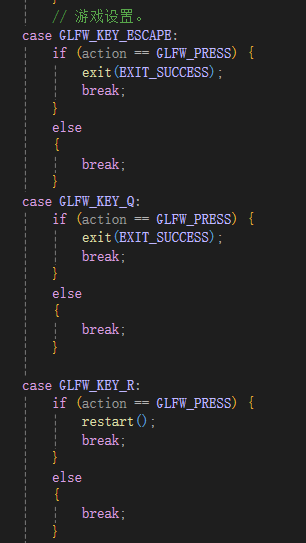 // 游戏设置。
case GLFW_KEY_ESCAPE:
if (action == GLFW_PRESS) {
exit(EXIT_SUCCESS);
break;
}
else
{
break;
}
case GLFW_KEY_Q:
if (action == GLFW_PRESS) {
exit(EXIT_SUCCESS);
break;
}
else
{
break;
}
case GLFW_KEY_R:
if (action == GLFW_PRESS) {
restart();
break;
}
else
{
break;
}